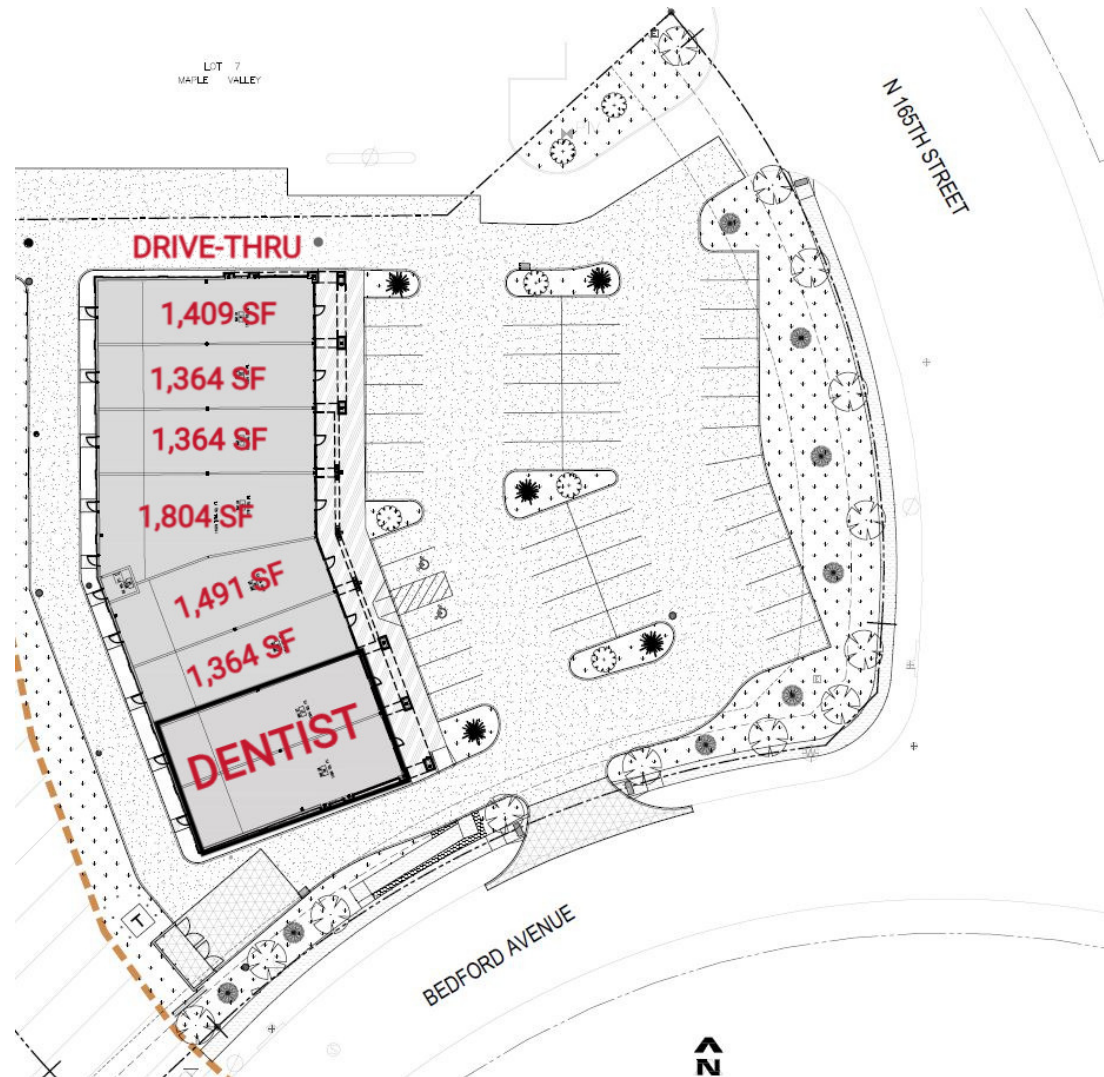 LOT 7
MAPLE VALLEY
N 165TH STREET
DRIVE-THRU
1,409 SF
1,364 SF
1,364 SF
1,804 SF
1,491 SF
1,364 SF
DENTIST
T
BEDFORD AVENUE
N